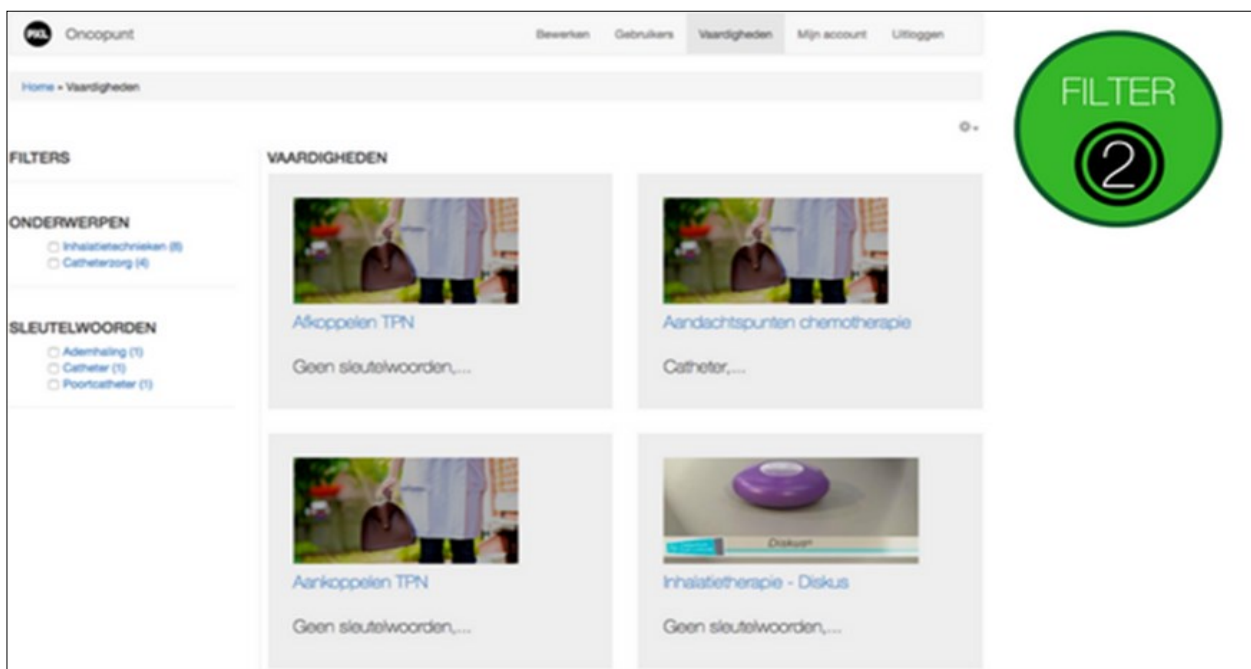 PXL Oncopunt Bewerken Gebruikers Vaardigheden Mijn account Uitloggen
Home » Vaardigheden
FILTER
2
FILTERS
ONDERWERPEN
Inhalatietechnieken (8)
Catheterzorg (4)
SLEUTELWOORDEN
Ademhaling (1)
Catheter (1)
Poortcatheter (1)
VAARDIGHEDEN
Afkoppelen TPN
Geen sleutelwoorden,...
Aandachtspunten chemotherapie
Catheter,...
Aankoppelen TPN
Geen sleutelwoorden,...
Diskus
Inhalatietherapie - Diskus
Geen sleutelwoorden,...